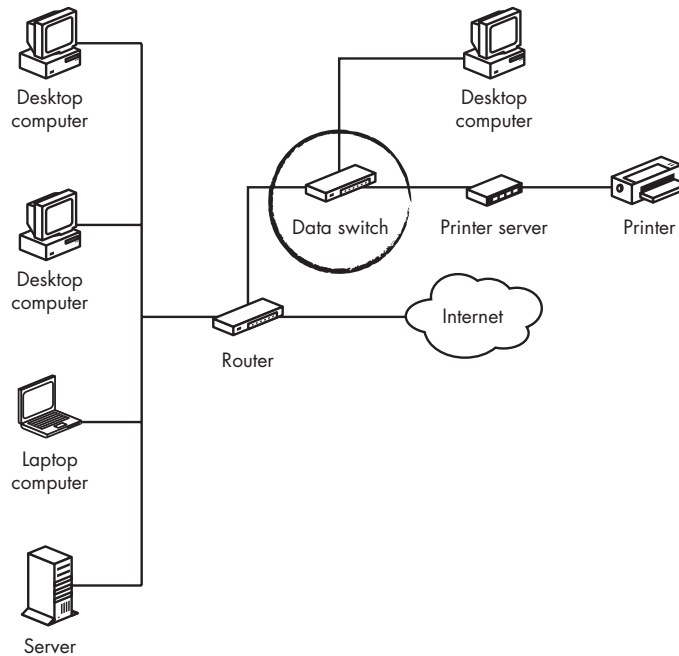 Desktop
computer
Desktop
computer
Data switch
Printer server
Printer
Desktop
computer
Internet
Router
Laptop
computer
Server